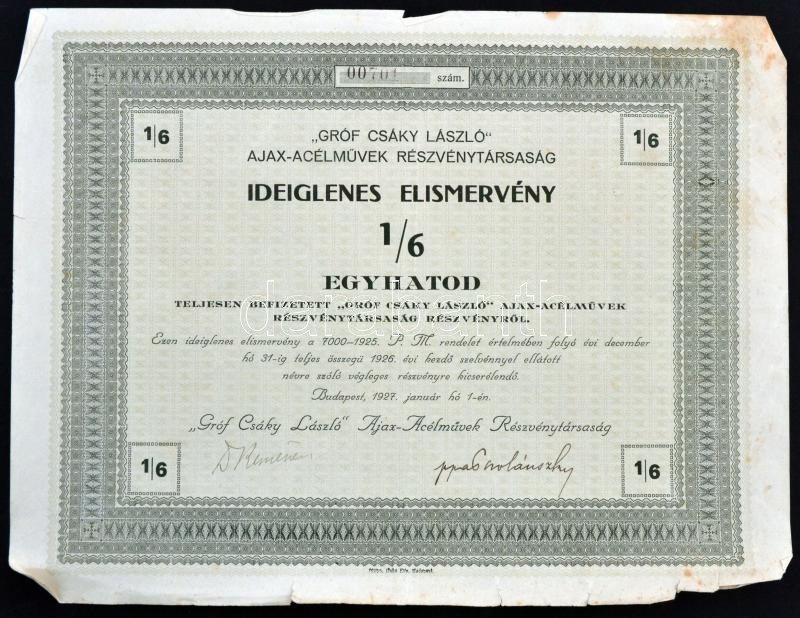 00701 szám.
1/6 1/6
„GRÓF CSÁKY LÁSZLÓ“
AJAX-ACÉLMŰVEK RÉSZVÉNYTÁRSASÁG
IDEIGLENES ELISMERVÉNY
1/6
EGYHATOD
TELJESEN BEFIZETETT „GRÓF CSÁKY LÁSZLÓ“ AJAX-ACÉLMŰVEK
RÉSZVÉNYTÁRSASÁG RÉSZVÉNYRŐL.
Ezen ideiglenes elismervény a 7000-1925. P. M. rendelet értelmében folyó évi december
hó 31-ig teljes összegü 1926. évi kezdő szelvénnyel ellátott
névre szóló végleges részvényre kicserélendő.
Budapest, 1927. január hó 1-én.
„Gróf Csáky László“ Ajax-Acélművek Részvénytársaság
1/6 1/6